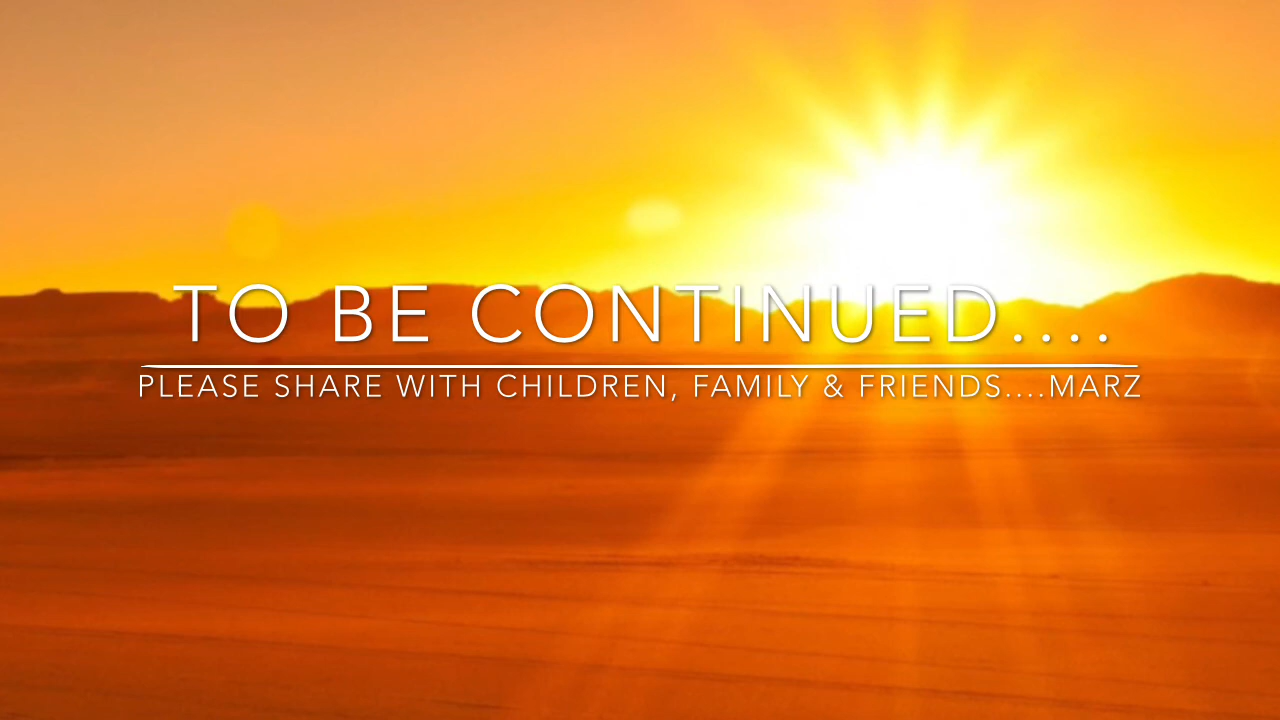 TO BE CONTINUED....
PLEASE SHARE WITH CHILDREN, FAMILY & FRIENDS....MARZ